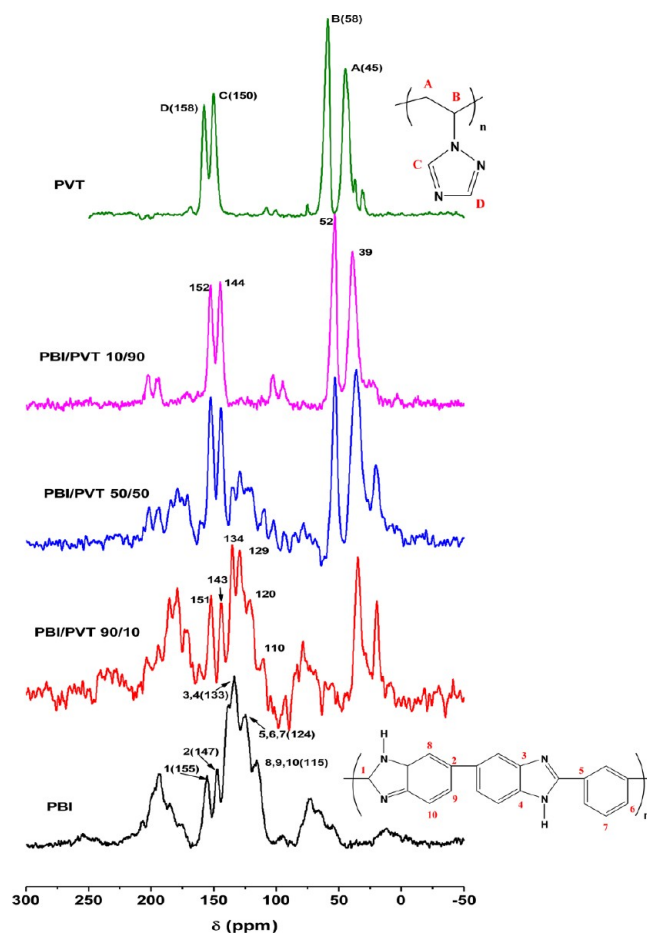 B(58)
A(45)
C(150)
D(158)
A
B
n
N
N
N
C
D
PVT
52
39
152
144
PBI/PVT 10/90
PBI/PVT 50/50
134
129
143
120
151
110
PBI/PVT 90/10
3,4(133)
5,6,7(124)
2(147)
8,9,10(115)
1(155)
PBI
H
N
8
3
N
1
2
5
N
9
4
N
6
n
10
H
7
300 250 200 150 100 50 0 -50
δ (ppm)